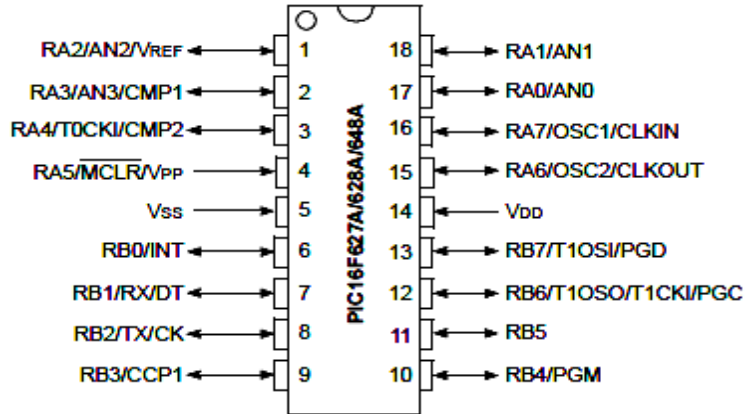 RA2/AN2/VREF 1 18 RA1/AN1
RA3/AN3/CMP1 2 17 RA0/AN0
RA4/T0CKI/CMP2 3 16 RA7/OSC1/CLKIN
RA5/MCLR/VPP 4 15 RA6/OSC2/CLKOUT
VSS 5 14 VDD
RB0/INT 6 13 RB7/T1OSI/PGD
RB1/RX/DT 7 12 RB6/T1OSO/T1CKI/PGC
RB2/TX/CK 8 11 RB5
RB3/CCP1 9 10 RB4/PGM
PIC16F627A/628A/648A